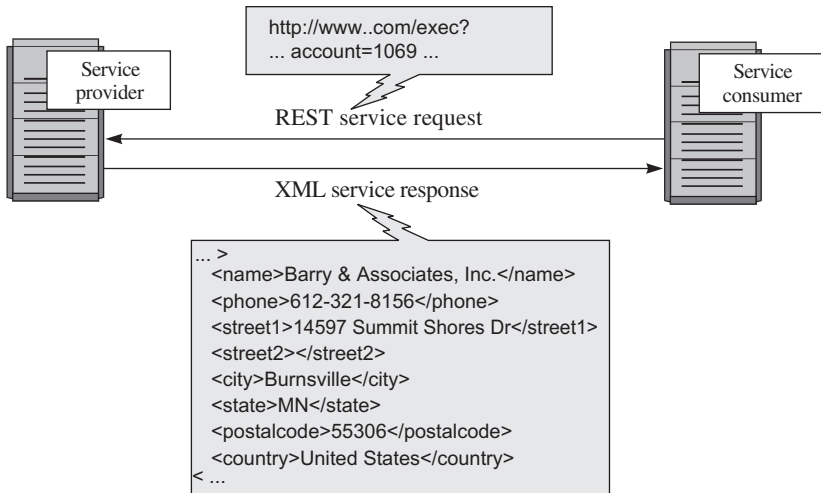 http://www..com/exec?
... account=1069 ...
Service
provider
Service
consumer
REST service request
XML service response
... >
<name>Barry & Associates, Inc.</name>
<phone>612-321-8156</phone>
<street1>14597 Summit Shores Dr</street1>
<street2></street2>
<city>Burnsville</city>
<state>MN</state>
<postalcode>55306</postalcode>
<country>United States</country>
< ...